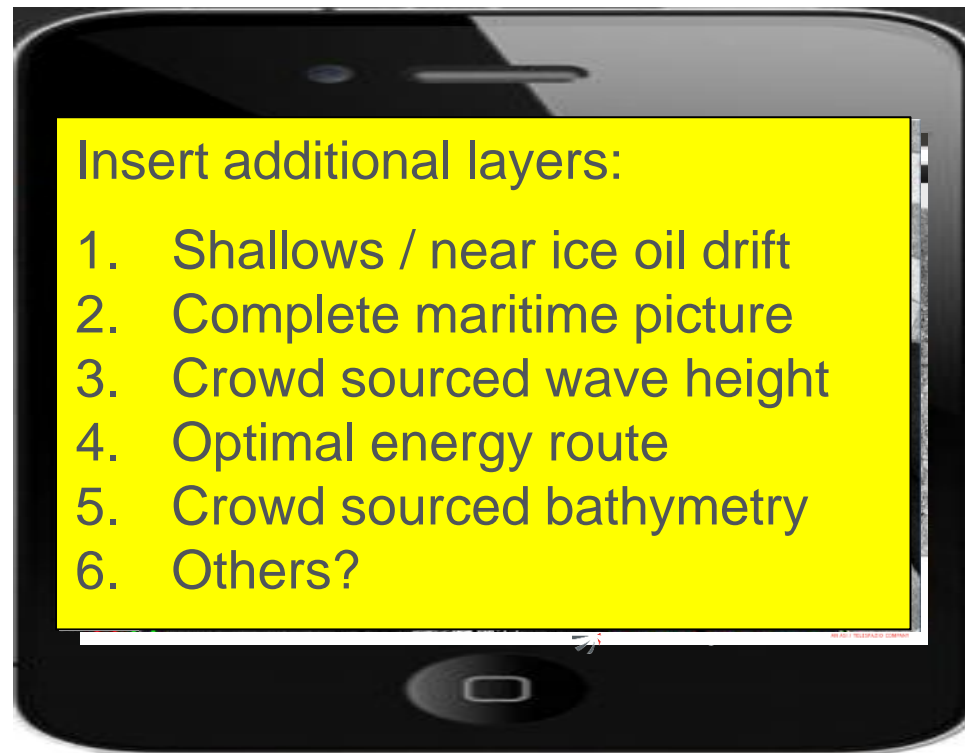 Insert additional layers:
1. Shallows / near ice oil drift
2. Complete maritime picture
3. Crowd sourced wave height
4. Optimal energy route
5. Crowd sourced bathymetry
6. Others?